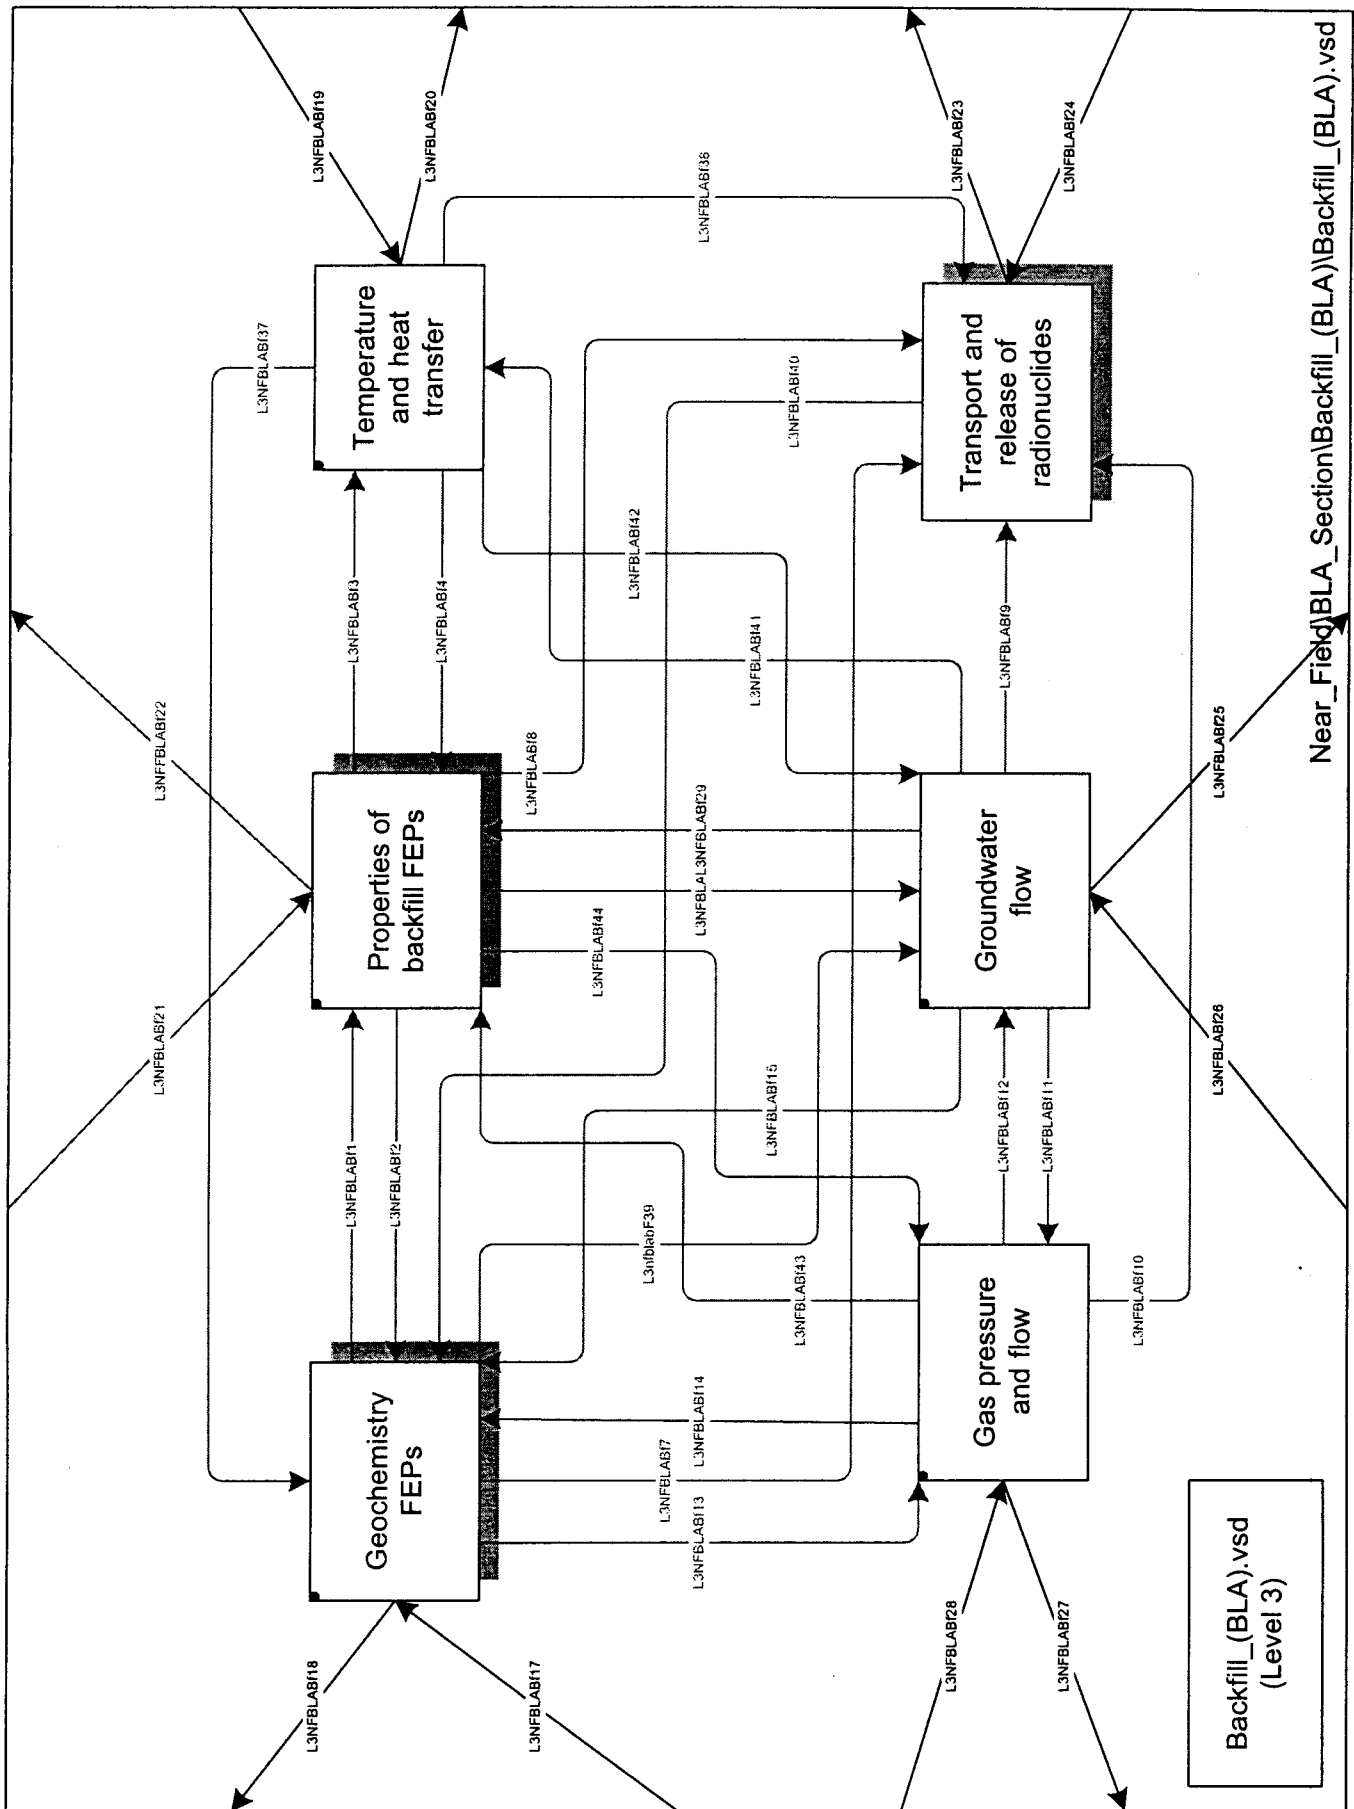 L3NFBLABf21
L3NFFBLABf22
L3NFBLABf37
L3NFBLABf18
L3NFBLABf19
L3NFBLABf1
L3NFBLABf3
L3NFBLABf2
L3NFBLABf20
L3NFBLABf4
Geochemistry
FEPs
Properties of
backfill FEPs
Temperature
and heat
transfer
L3NFBLABf17
L3NFBLABf8
L3NFBLABf44
L3NFBLABf42
L3nfblabF39
L3NFBLABf7
L3NFBLABf13
L3NFBLABf14
L3NFBLAL3NFBLABf29
L3NFBLABf36
L3NFBLABf41
L3NFBLABf15
L3NFBLABf40
L3NFBLABf43
L3NFBLABf28
L3NFBLABf23
Gas pressure
and flow
Groundwater
flow
Transport and
release of
radionuclides
L3NFBLABf12
L3NFBLABf9
L3NFBLABf11
L3NFBLABf27
L3NFBLABf24
L3NFBLABf10
L3NFBLABf26
L3NFBLABf25
Backfill_(BLA).vsd
(Level 3)
Near_Field\BLA_Section\Backfill_(BLA)\Backfill_(BLA).vsd